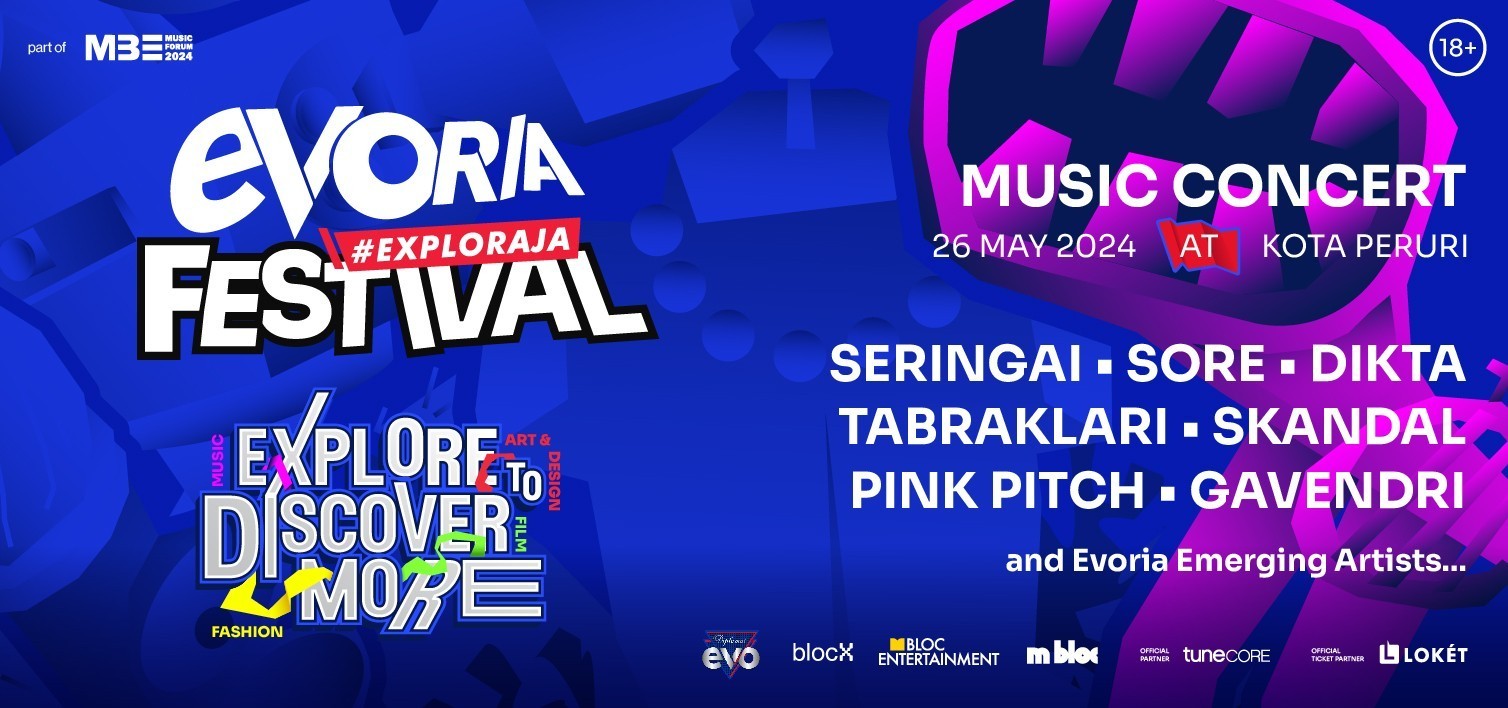 part of
MBE MUSIC
FORUM
2024
18+
eVORIA
#EXPLORAJA
FESTIVAL
MUSIC CONCERT
26 MAY 2024 AT KOTA PERURI
SERINGAI ▪ SORE ▪ DIKTA
TABRAKLARI ▪ SKANDAL
PINK PITCH ▪ GAVENDRI
and Evoria Emerging Artists...
MUSIC
EXPLORE
TO
ART &
DESIGN
DISCOVER
FILM
MORE
FASHION
Diplomat
evo
blocX
BLOC
ENTERTAINMENT
m bloc
OFFICIAL
PARTNER
tuneCORE
OFFICIAL
TICKET PARTNER
LOKÉT